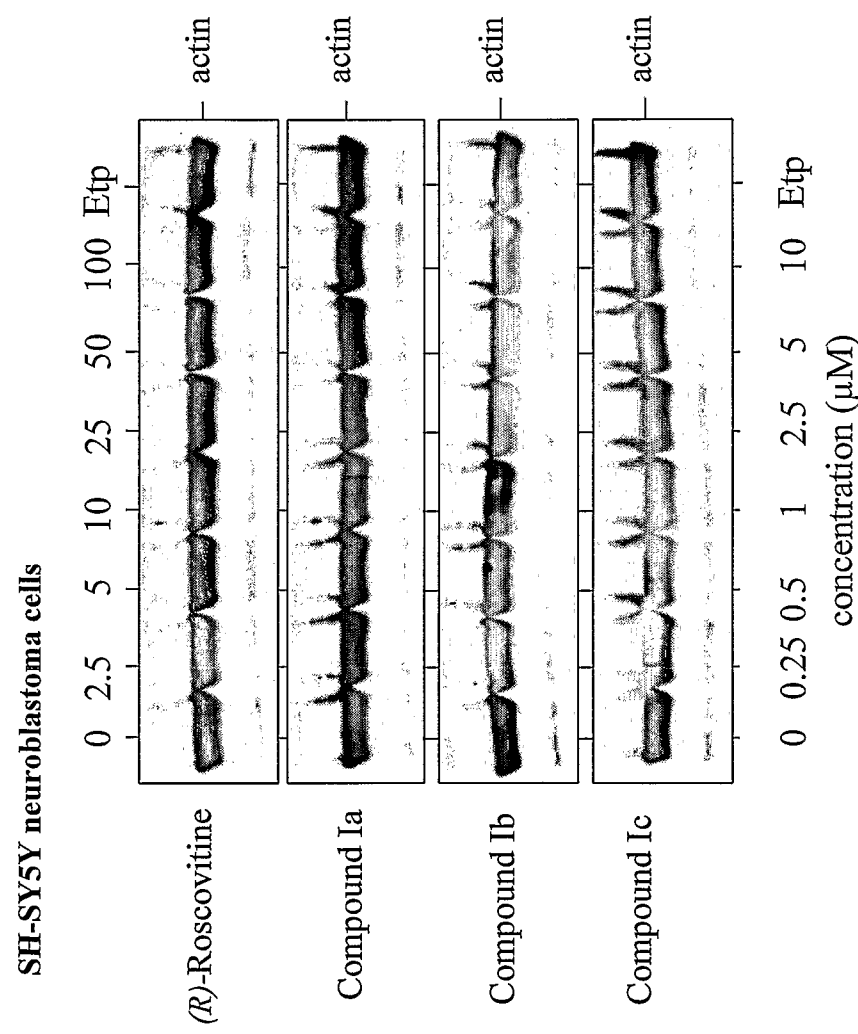 SH-SY5Y neuroblastoma cells
0 2.5 5 10 25 50 100 Etp
(R)-Roscovitine actin
Compound Ia actin
Compound Ib actin
Compound Ic actin
0 0.25 0.5 1 2.5 5 10 Etp
concentration (µM)